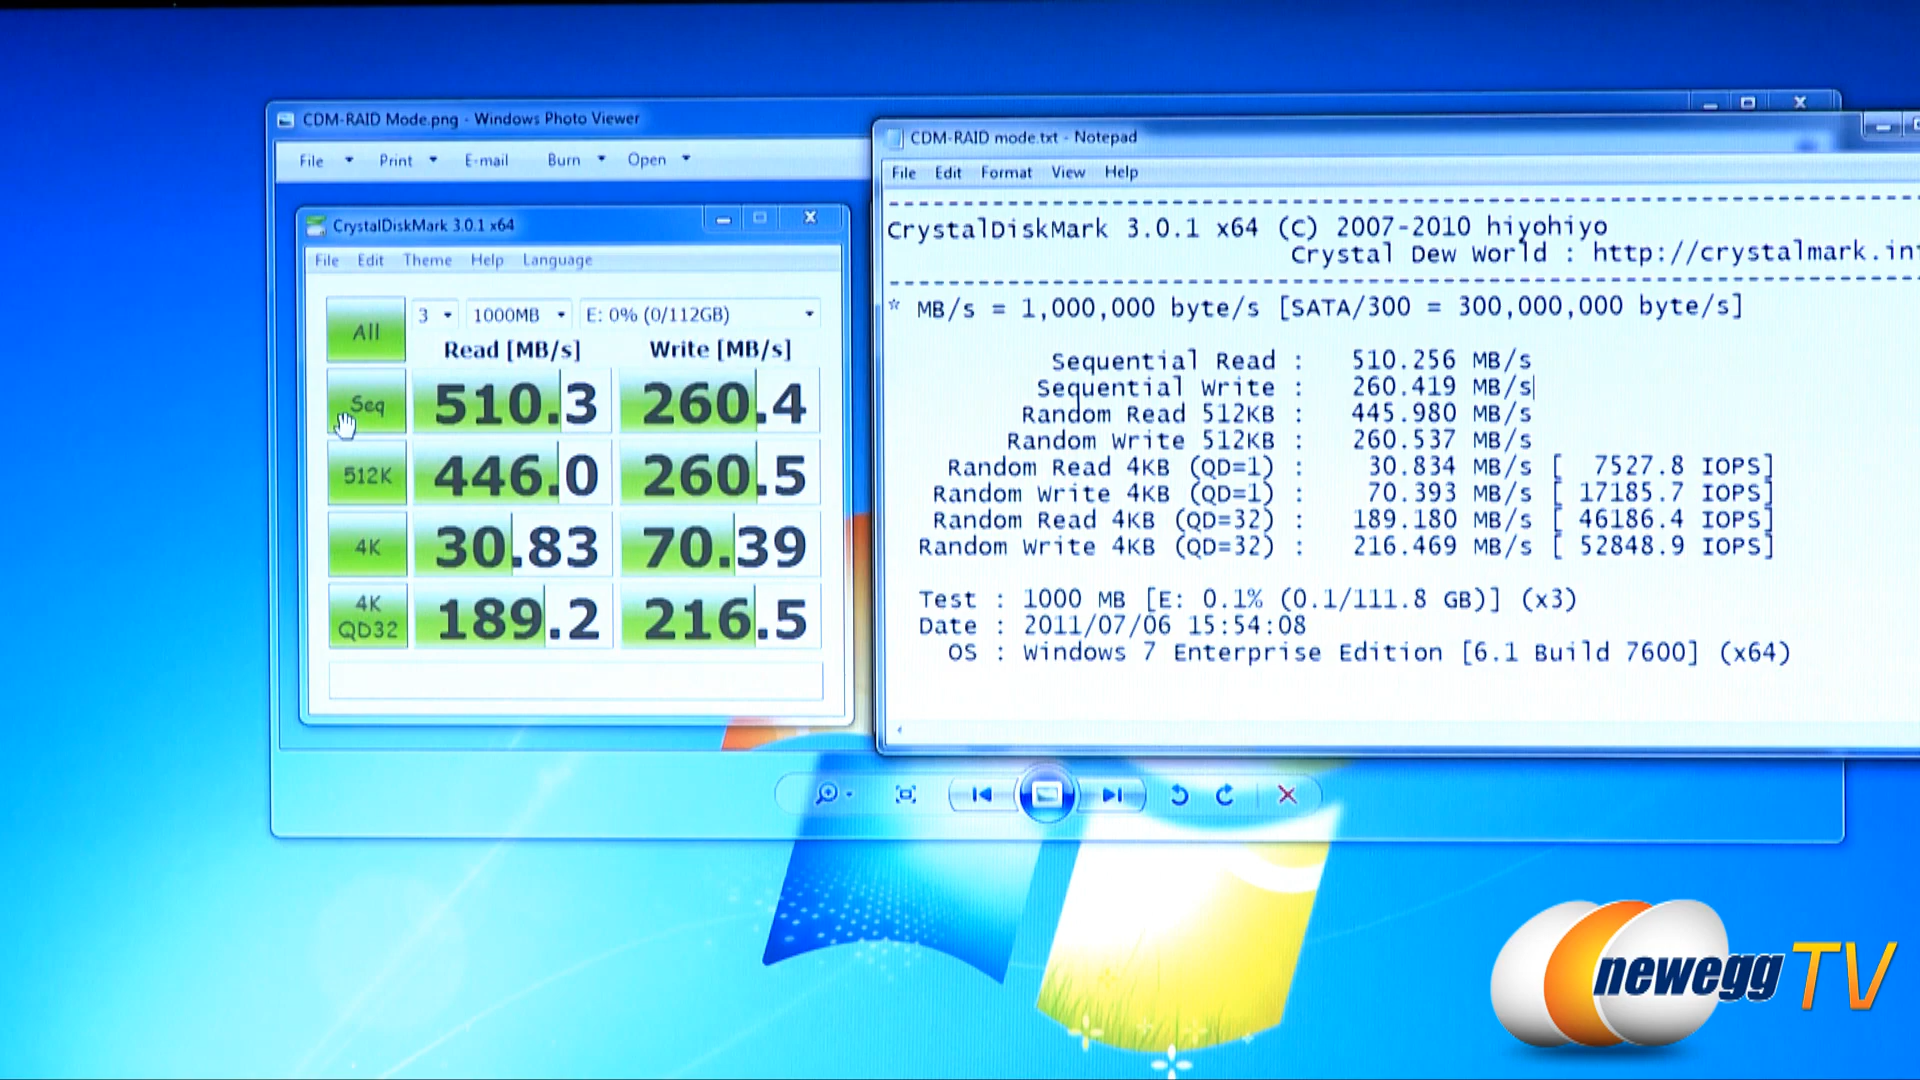 CDM-RAID Mode.png - Windows Photo Viewer
File Print E-mail Burn Open
CrystalDiskMark 3.0.1 x64
File Edit Theme Help Language
All
3 1000MB E: 0% (0/112GB)
Read [MB/s] Write [MB/s]
Seq 510.3 260.4
512K 446.0 260.5
4K 30.83 70.39
4K
QD32 189.2 216.5
CDM-RAID mode.txt - Notepad
File Edit Format View Help
--------------------------------------------------
CrystalDiskMark 3.0.1 x64 (C) 2007-2010 hiyohiyo
Crystal Dew World : http://crystalmark.in
--------------------------------------------------
* MB/s = 1,000,000 byte/s [SATA/300 = 300,000,000 byte/s]
Sequential Read : 510.256 MB/s
Sequential Write : 260.419 MB/s
Random Read 512KB : 445.980 MB/s
Random Write 512KB : 260.537 MB/s
Random Read 4KB (QD=1) : 30.834 MB/s [ 7527.8 IOPS]
Random Write 4KB (QD=1) : 70.393 MB/s [ 17185.7 IOPS]
Random Read 4KB (QD=32) : 189.180 MB/s [ 46186.4 IOPS]
Random Write 4KB (QD=32) : 216.469 MB/s [ 52848.9 IOPS]
Test : 1000 MB [E: 0.1% (0.1/111.8 GB)] (x3)
Date : 2011/07/06 15:54:08
OS : Windows 7 Enterprise Edition [6.1 Build 7600] (x64)
newegg TV